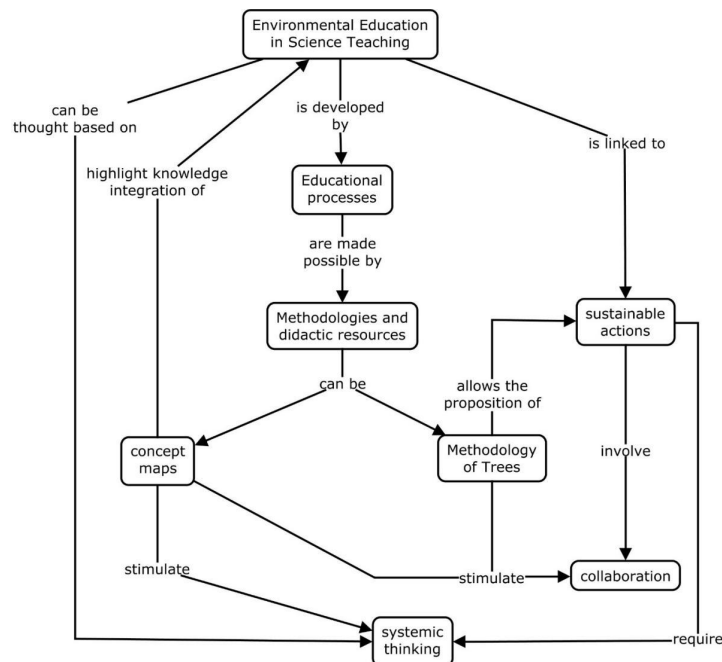 Environmental Education
in Science Teaching
can be
thought based on
is developed
by
is linked to
highlight knowledge
integration of
Educational
processes
are made
possible by
Methodologies and
didactic resources
sustainable
actions
can be
allows the
proposition of
concept
maps
Methodology
of Trees
involve
stimulate
stimulate
collaboration
systemic
thinking
require